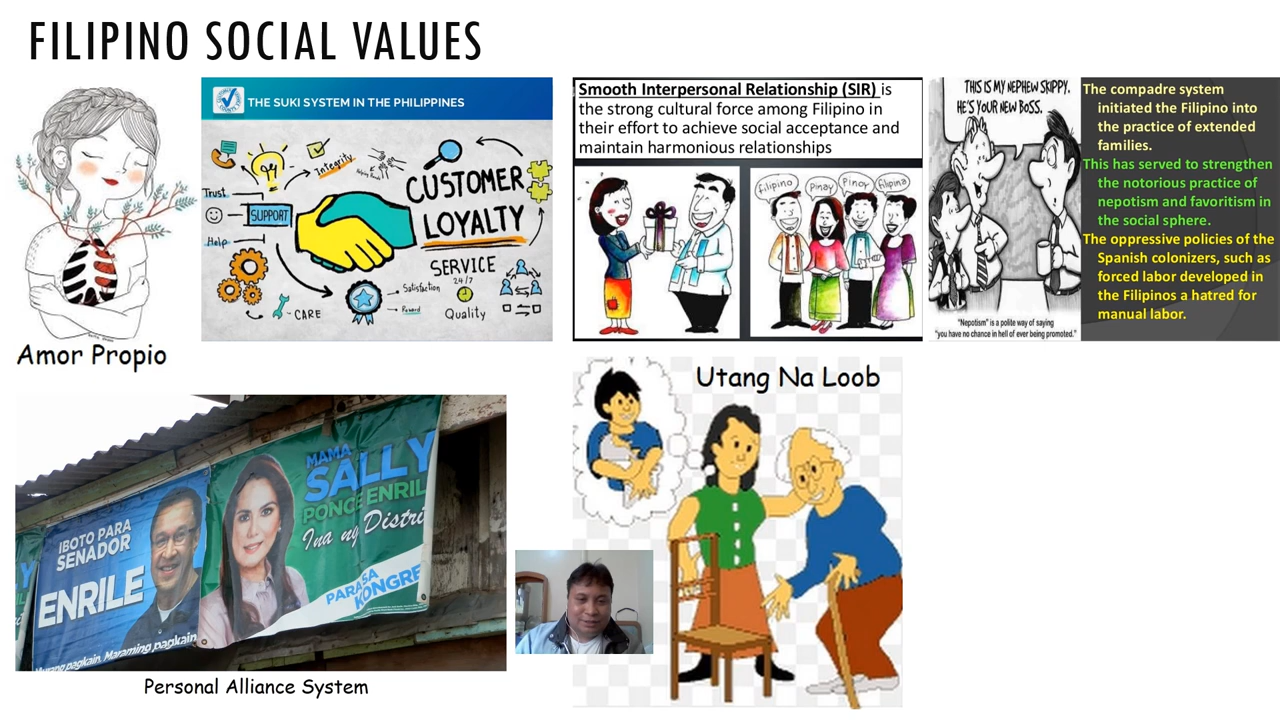 FILIPINO SOCIAL VALUES
THE SUKI SYSTEM IN THE PHILIPPINES
Trust
SUPPORT
Help
Integrity
CUSTOMER
LOYALTY
SERVICE
24/7
Satisfaction
Reward
Quality
CARE
Smooth Interpersonal Relationship (SIR) is
the strong cultural force among Filipino in
their effort to achieve social acceptance and
maintain harmonious relationships
Filipino
Pinay
Pinoy
Filipina
THIS IS MY NEPHEW, SKIPPY.
HE'S YOUR NEW BOSS.
"Nepotism" is a polite way of saying
"you have no chance in hell of ever being promoted."
The compadre system
initiated the Filipino into
the practice of extended
families.
This has served to strengthen
the notorious practice of
nepotism and favoritism in
the social sphere.
The oppressive policies of the
Spanish colonizers, such as
forced labor developed in
the Filipinos a hatred for
manual labor.
Amor Propio
IBOTO PARA
SENADOR
ENRILE
Murang pagkain. Maraming pagkain
MAMA
SALLY
PONCE ENRIL
Ina ng Distri
PARA SA
KONGRE
Personal Alliance System
Utang Na Loob